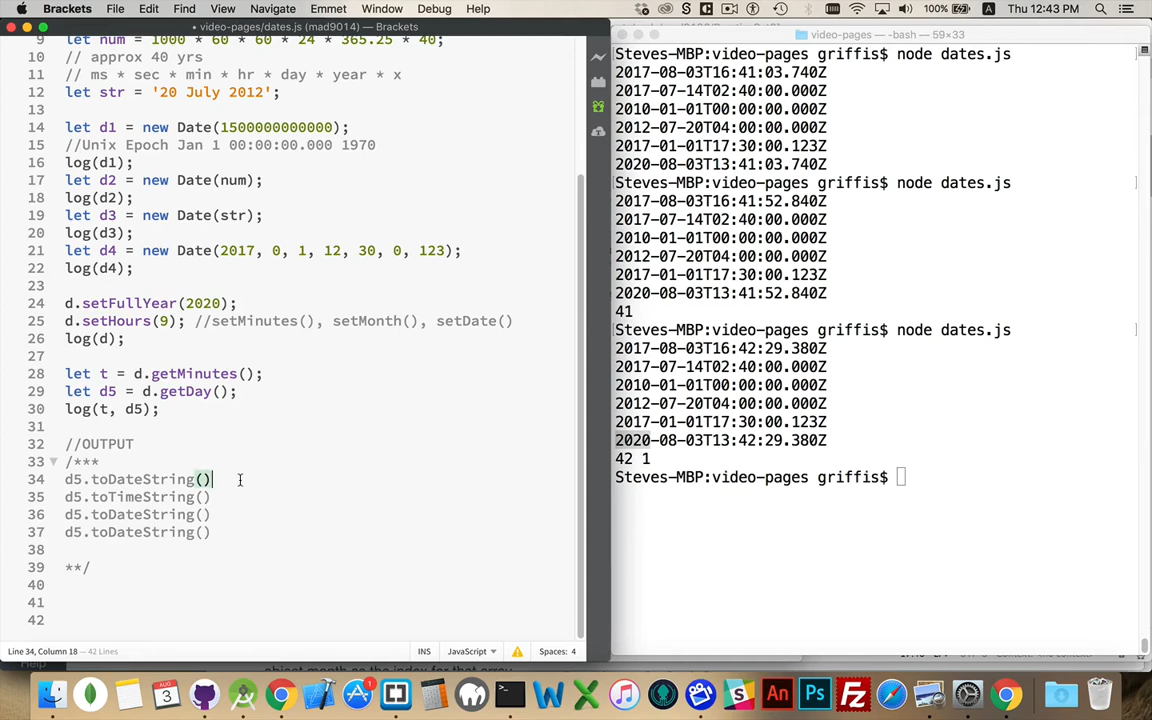 Brackets File Edit Find View Navigate Emmet Window Debug Help 100% A Thu 12:43 PM
• video-pages/dates.js (mad9014) — Brackets
9 let num = 1000 * 60 * 60 * 24 * 365.25 * 40;
10 // approx 40 yrs
11 // ms * sec * min * hr * day * year * x
12 let str = '20 July 2012';
13
14 let d1 = new Date(1500000000000);
15 //Unix Epoch Jan 1 00:00:00.000 1970
16 log(d1);
17 let d2 = new Date(num);
18 log(d2);
19 let d3 = new Date(str);
20 log(d3);
21 let d4 = new Date(2017, 0, 1, 12, 30, 0, 123);
22 log(d4);
23
24 d.setFullYear(2020);
25 d.setHours(9); //setMinutes(), setMonth(), setDate()
26 log(d);
27
28 let t = d.getMinutes();
29 let d5 = d.getDay();
30 log(t, d5);
31
32 //OUTPUT
33 /***
34 d5.toDateString()
35 d5.toTimeString()
36 d5.toDateString()
37 d5.toDateString()
38
39 **/
40
41
42
Line 34, Column 18 — 42 Lines INS JavaScript Spaces: 4
video-pages — -bash — 59×33
Steves-MBP:video-pages griffis$ node dates.js
2017-08-03T16:41:03.740Z
2017-07-14T02:40:00.000Z
2010-01-01T00:00:00.000Z
2012-07-20T04:00:00.000Z
2017-01-01T17:30:00.123Z
2020-08-03T13:41:03.740Z
Steves-MBP:video-pages griffis$ node dates.js
2017-08-03T16:41:52.840Z
2017-07-14T02:40:00.000Z
2010-01-01T00:00:00.000Z
2012-07-20T04:00:00.000Z
2017-01-01T17:30:00.123Z
2020-08-03T13:41:52.840Z
41
Steves-MBP:video-pages griffis$ node dates.js
2017-08-03T16:42:29.380Z
2017-07-14T02:40:00.000Z
2010-01-01T00:00:00.000Z
2012-07-20T04:00:00.000Z
2017-01-01T17:30:00.123Z
2020-08-03T13:42:29.380Z
42 1
Steves-MBP:video-pages griffis$
Help
object month as the index for that array
AUG 3 1 An Ps Fz